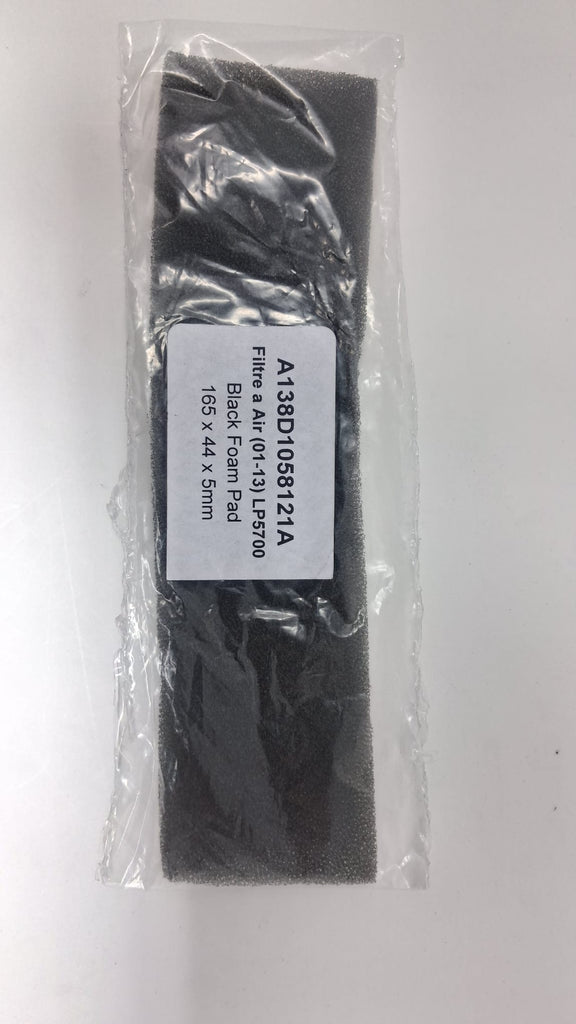 A138D1058121A
Filtre a Air (01-13) LP5700
Black Foam Pad
165 x 44 x 5mm